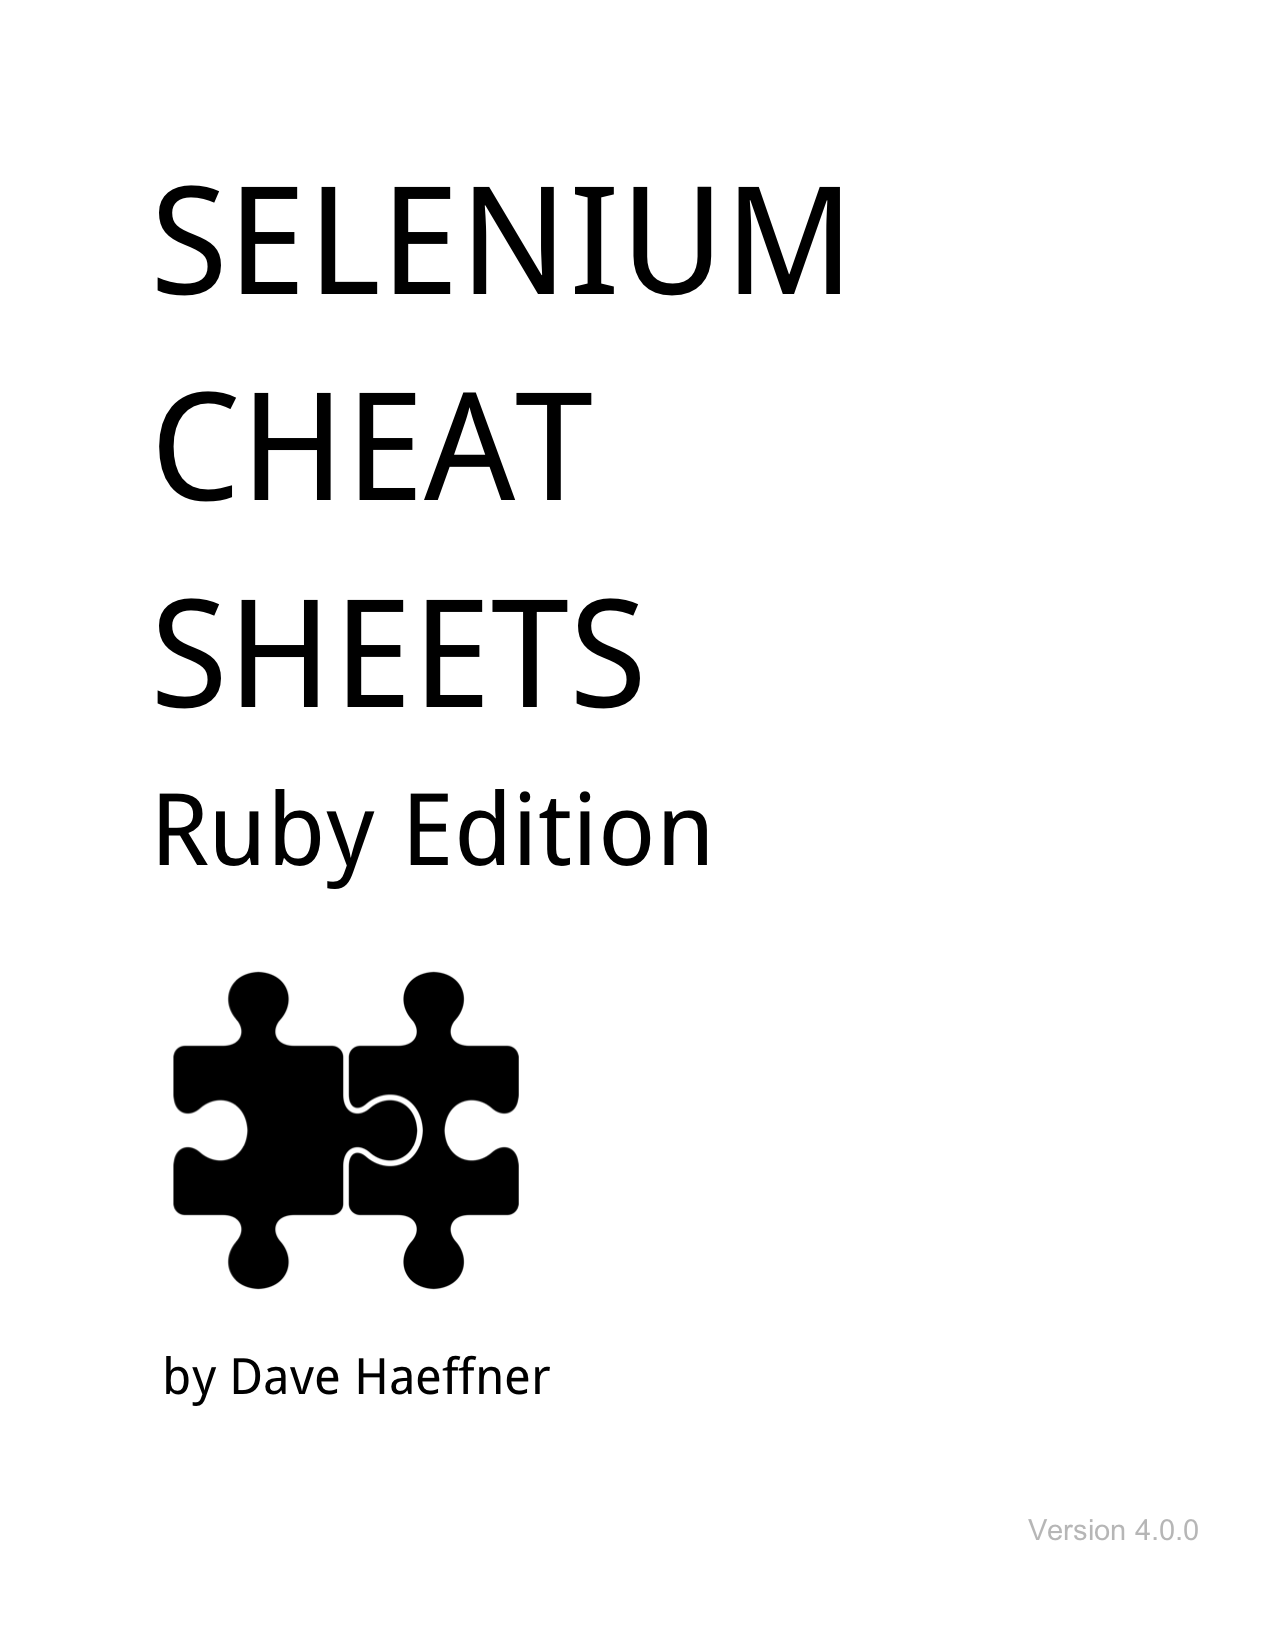 SELENIUM
CHEAT
SHEETS
Ruby Edition
by Dave Haeffner
Version 4.0.0